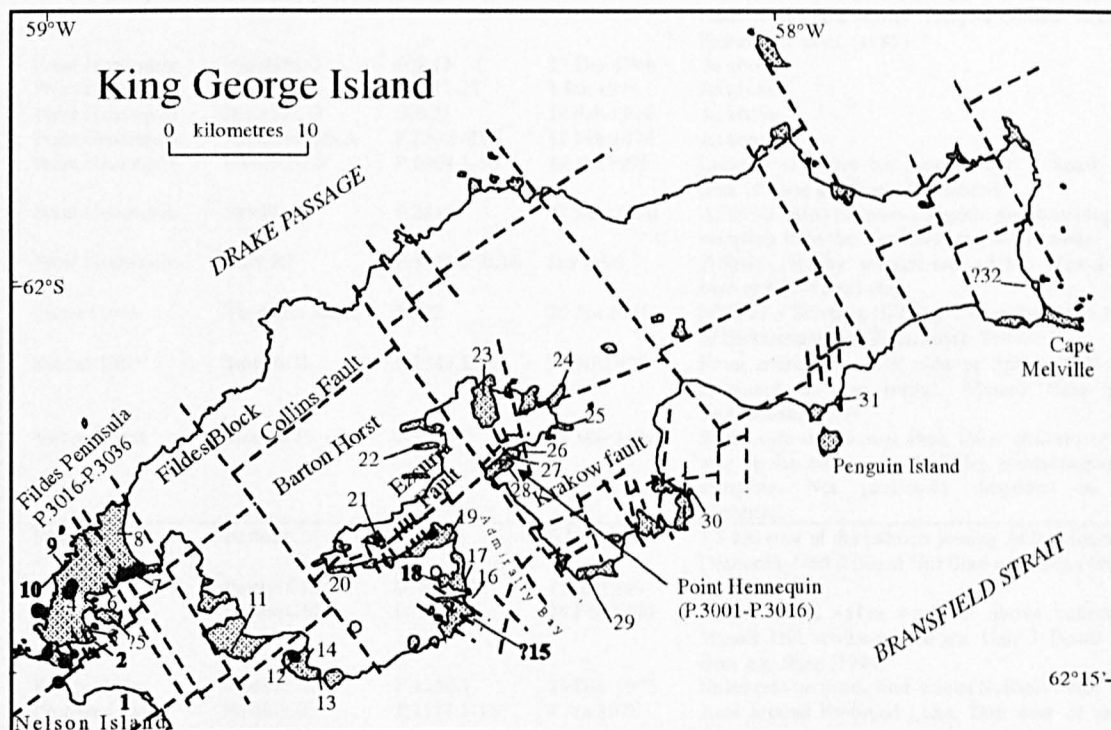 59°W
58°W
King George Island
0 kilometres 10
DRAKE PASSAGE
62°S
Fildes Peninsula
P.3016-P.3036
FildesBlock
Collins Fault
Barton Horst
Ezcurra
Fault
Krakow fault
Admiralty Bay
Cape
Melville
Penguin Island
Point Hennequin
(P.3001-P.3016)
BRANSFIELD STRAIT
62°15'
Nelson Island
1
2
7
8
9
10
11
12
13
14
?15
16
17
18
19
20
21
22
23
24
25
26
27
28
29
30
31
?32